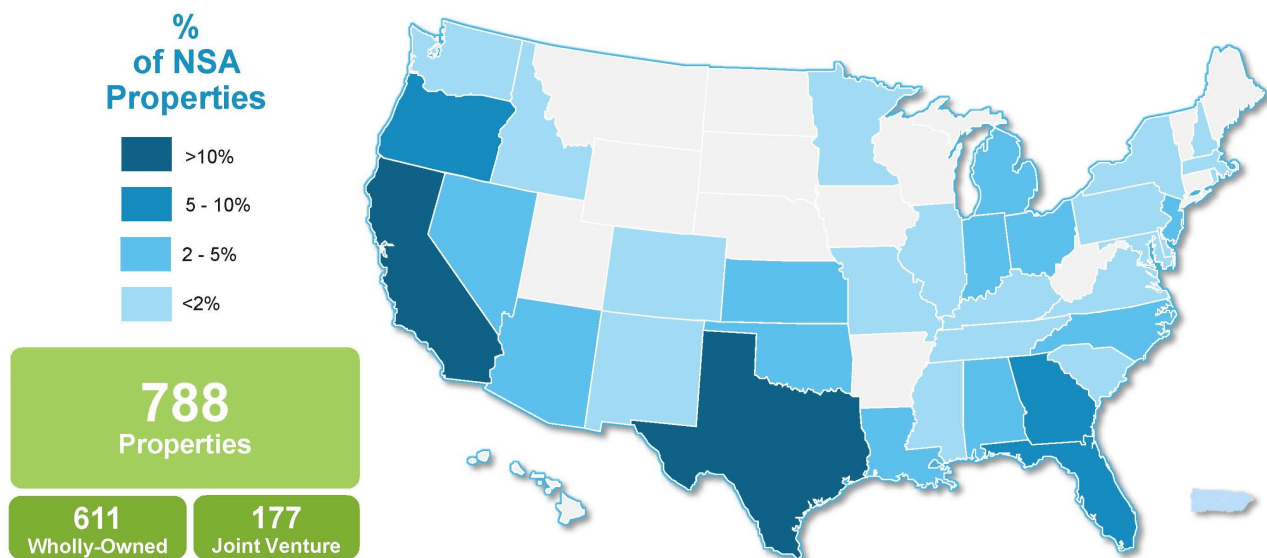 %
of NSA
Properties
>10%
5 - 10%
2 - 5%
<2%
788
Properties
611
Wholly-Owned
177
Joint Venture